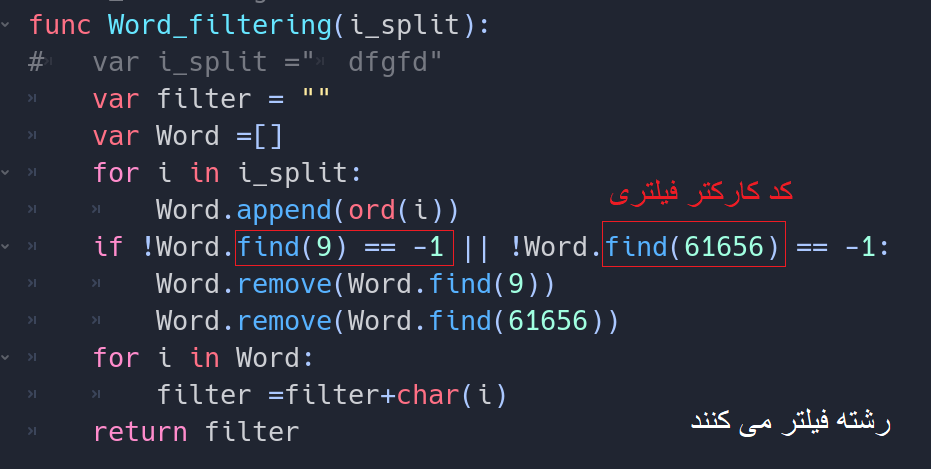 func Word_filtering(i_split):
#   var i_split ="   dfgfd"
    var filter = ""
    var Word =[]
    for i in i_split:
        Word.append(ord(i))
کد کارکتر فیلتری
    if !Word.find(9) == -1 || !Word.find(61656) == -1:
        Word.remove(Word.find(9))
        Word.remove(Word.find(61656))
    for i in Word:
        filter =filter+char(i)
رشته فیلتر می کنند
    return filter